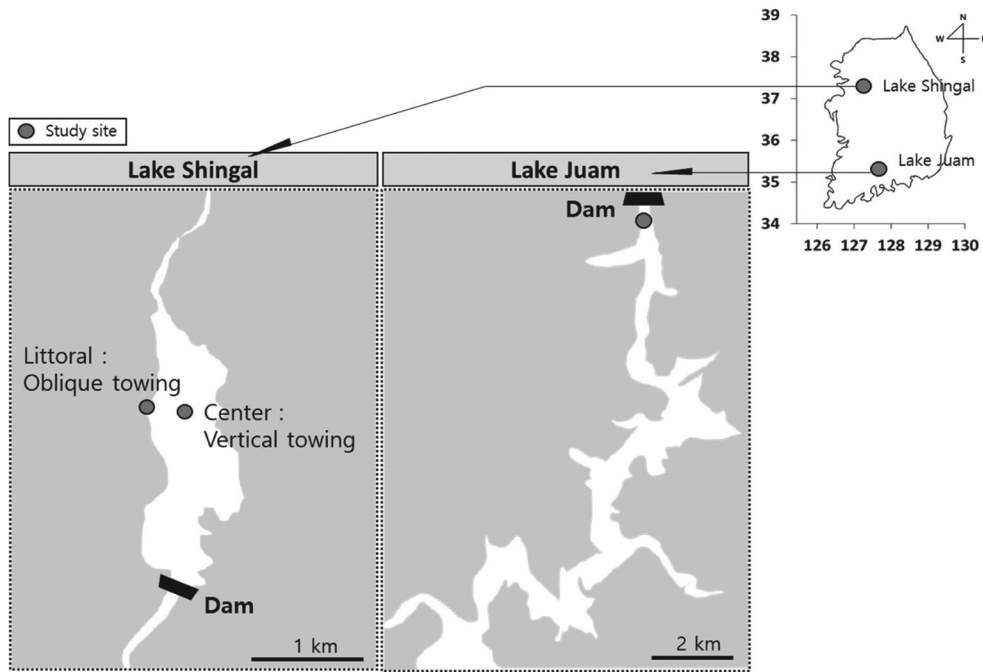 39
38
37
36
35
34
126 127 128 129 130
N
W
S
Lake Shingal
Lake Juam
Study site
Lake Shingal
Littoral :
Oblique towing
Center :
Vertical towing
Dam
1 km
Lake Juam
Dam
2 km